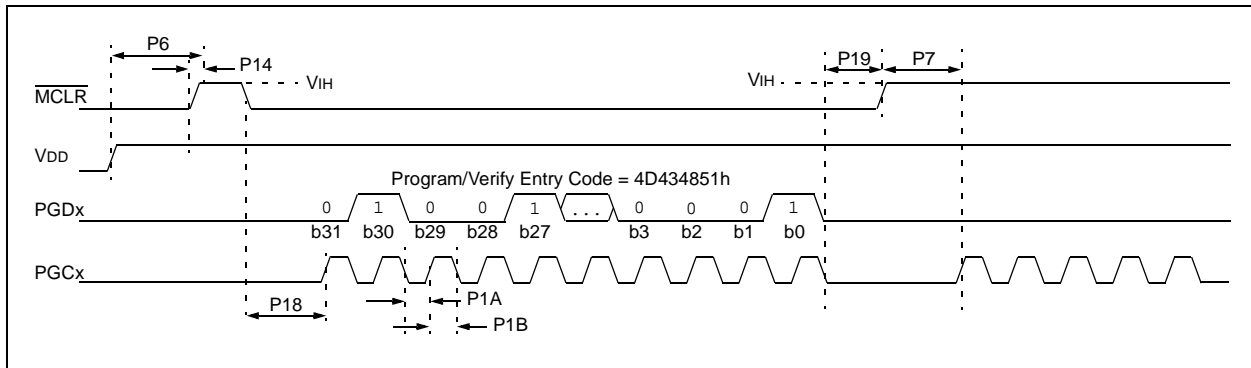 P6
P14
P19
P7
VIH
VIH
MCLR
VDD
Program/Verify Entry Code = 4D434851h
PGDx
0 1 0 0 1 ... 0 0 0 1
b31 b30 b29 b28 b27 b3 b2 b1 b0
PGCx
P18
P1A
P1B